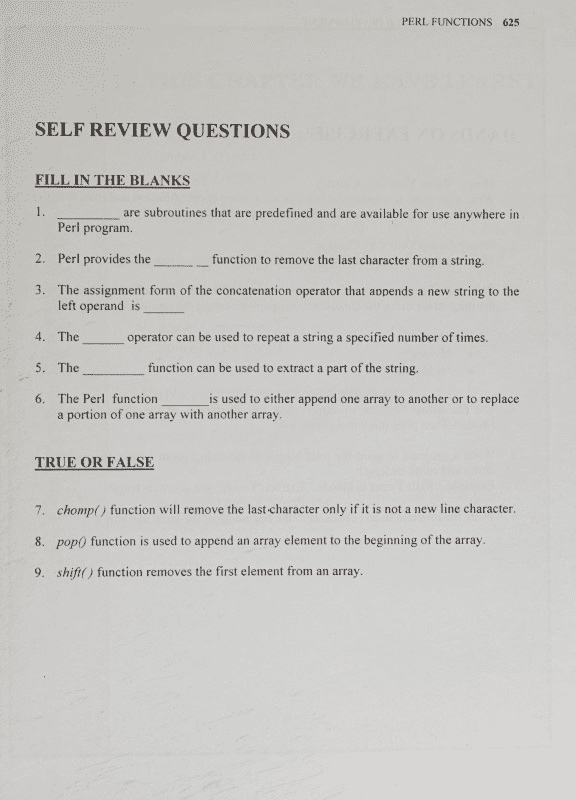 PERL FUNCTIONS 625
SELF REVIEW QUESTIONS
FILL IN THE BLANKS
1. _________ are subroutines that are predefined and are available for use anywhere in
Perl program.
2. Perl provides the ______ __ function to remove the last character from a string.
3. The assignment form of the concatenation operator that appends a new string to the
left operand is ______
4. The ______ operator can be used to repeat a string a specified number of times.
5. The _________ function can be used to extract a part of the string.
6. The Perl function _______is used to either append one array to another or to replace
a portion of one array with another array.
TRUE OR FALSE
7. chomp( ) function will remove the last character only if it is not a new line character.
8. pop() function is used to append an array element to the beginning of the array.
9. shift( ) function removes the first element from an array.